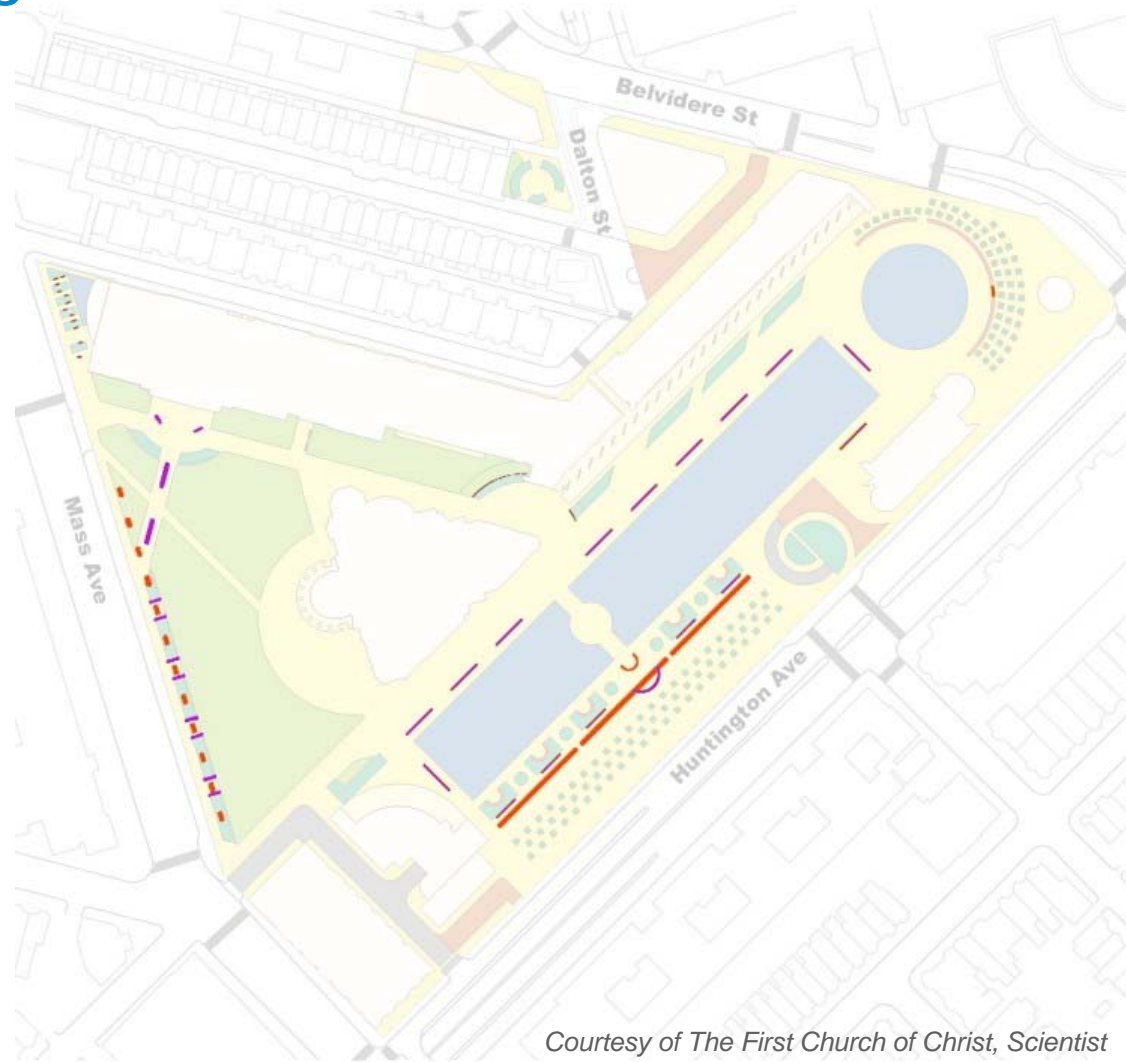 Belvidere St
Dalton St
Mass Ave
Huntington Ave
Courtesy of The First Church of Christ, Scientist